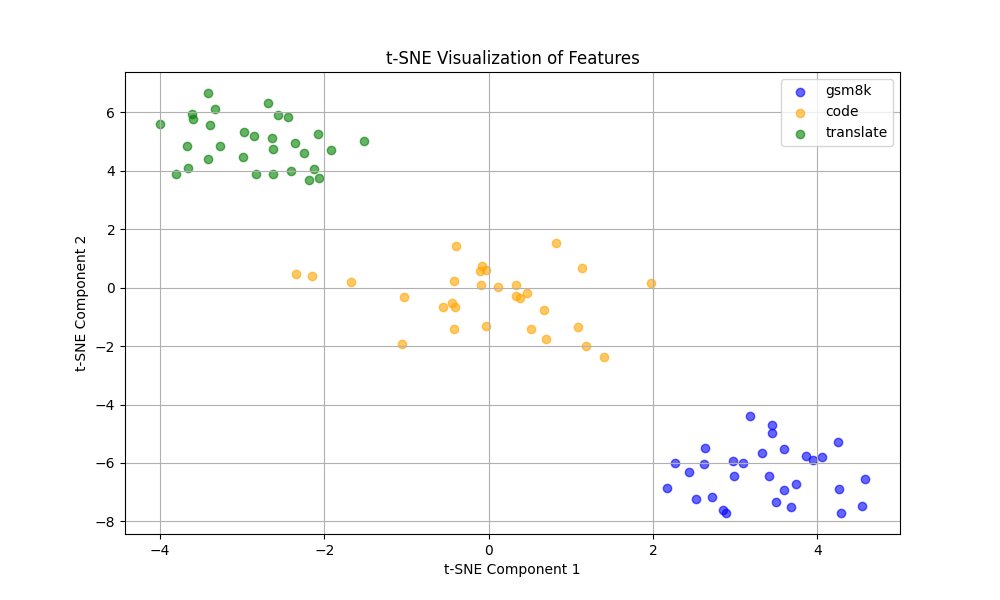 t-SNE Visualization of Features
gsm8k
code
translate
t-SNE Component 2
6
4
2
0
−2
−4
−6
−8
−4
−2
0
2
4
t-SNE Component 1